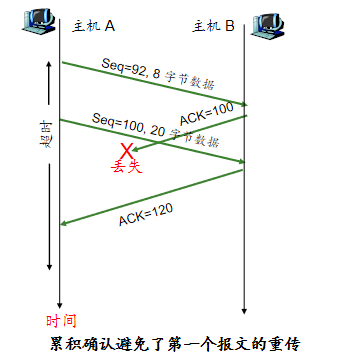 主机 A
主机 B
Seq=92, 8 字节数据
ACK=100
Seq=100, 20 字节数据
超时
X
丢失
ACK=120
时间
累积确认避免了第一个报文的重传